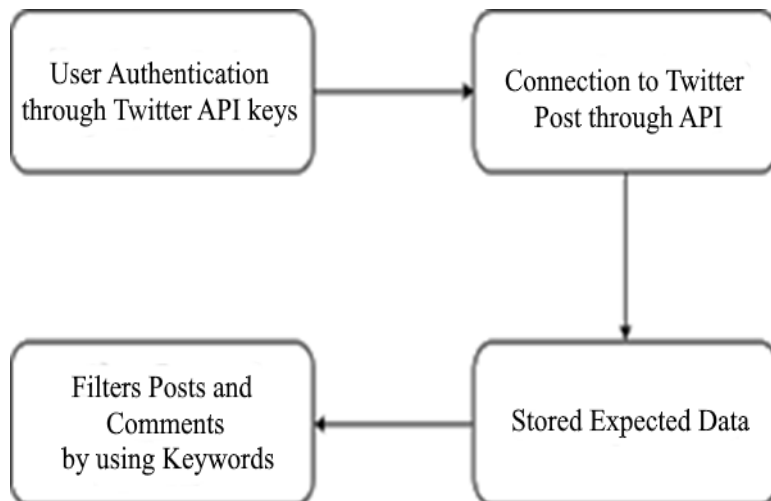 User Authentication
through Twitter API keys
Connection to Twitter
Post through API
Filters Posts and
Comments
by using Keywords
Stored Expected Data